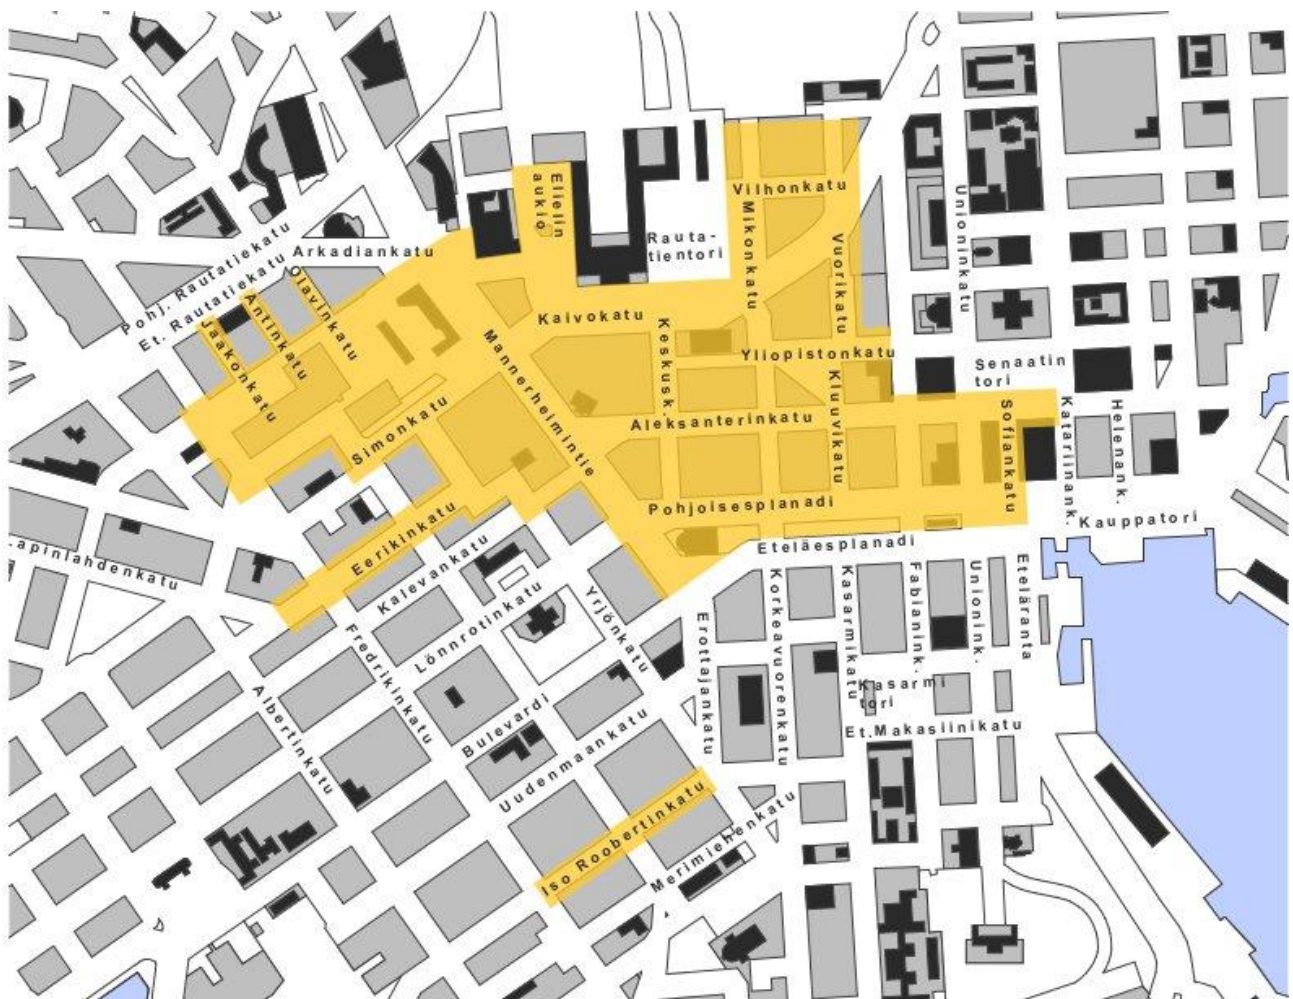 Vilhonkatu
Elielin
aukio
Mikonkatu
Vuorikatu
Unioninkatu
Rauta-
tientori
Pohj. Rautatiekatu
Et. Rautatiekatu
Arkadiankatu
Olavinkatu
Antinkatu
Jaakonkatu
Kaivokatu
Keskusk.
Mannerheimintie
Yliopistonkatu
Senaatin
tori
Kluuvikatu
Sofiankatu
Katariinank.
Helenank.
Aleksanterinkatu
Simonkatu
Pohjoisesplanadi
Kauppatori
Eteläesplanadi
Eerikinkatu
apinlahdenkatu
Kalevankatu
Lönnrotinkatu
Yrjönkatu
Erottajankatu
Korkeavuorenkatu
Kasarmikatu
Fabianink.
Unionink.
Eteläranta
Fredrikinkatu
Albertinkatu
Bulevardi
Uudenmaankatu
Kasarmi
tori
Et.Makasiinikatu
Iso Roobertinkatu
Merimiehenkatu